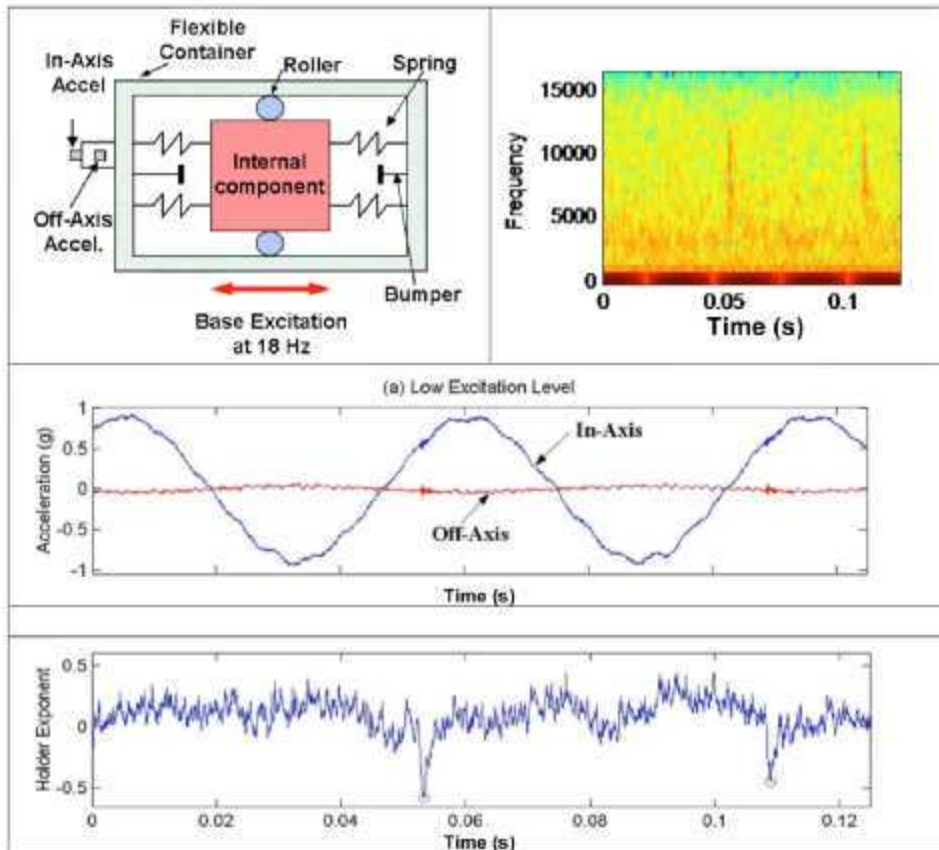 Flexible
Container
In-Axis
Accel
Roller
Spring
Internal
component
Off-Axis
Accel.
Bumper
Base Excitation
at 18 Hz
15000
10000
5000
0
Frequency
0 0.05 0.1
Time (s)
(a) Low Excitation Level
1
0.5
0
-0.5
-1
Acceleration (g)
In-Axis
Off-Axis
Time (s)
0.5
0
-0.5
Holder Exponent
0 0.02 0.04 0.06 0.08 0.1 0.12
Time (s)